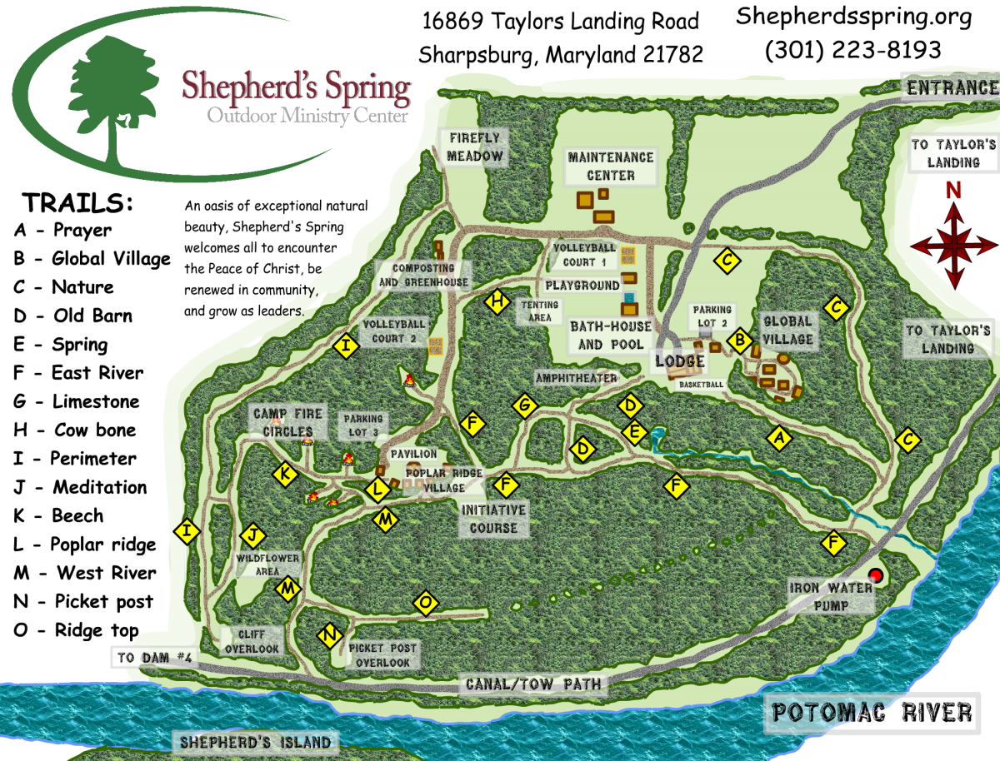 16869 Taylors Landing Road
Sharpsburg, Maryland 21782
Shepherdsspring.org
(301) 223-8193
Shepherd's Spring
Outdoor Ministry Center
TRAILS:
A - Prayer
B - Global Village
C - Nature
D - Old Barn
E - Spring
F - East River
G - Limestone
H - Cow bone
I - Perimeter
J - Meditation
K - Beech
L - Poplar ridge
M - West River
N - Picket post
O - Ridge top
An oasis of exceptional natural
beauty, Shepherd's Spring
welcomes all to encounter
the Peace of Christ, be
renewed in community,
and grow as leaders.
ENTRANCE
FIREFLY
MEADOW
MAINTENANCE
CENTER
TO TAYLOR'S
LANDING
N
COMPOSTING
AND GREENHOUSE
VOLLEYBALL
COURT 1
C
PLAYGROUND
H
TENTING
AREA
C
PARKING
LOT 2
GLOBAL
VILLAGE
BATH-HOUSE
AND POOL
VOLLEYBALL
COURT 2
I
B
TO TAYLOR'S
LANDING
LODGE
AMPHITHEATER
BASKETBALL
CAMP FIRE
CIRCLES
PARKING
LOT 3
G
D
F
E
D
A
C
PAVILION
K
POPLAR RIDGE
VILLAGE
L
F
F
M
INITIATIVE
COURSE
I
J
F
WILDFLOWER
AREA
M
O
IRON WATER
PUMP
CLIFF
OVERLOOK
N
PICKET POST
OVERLOOK
TO DAM #4
CANAL/TOW PATH
POTOMAC RIVER
SHEPHERD'S ISLAND